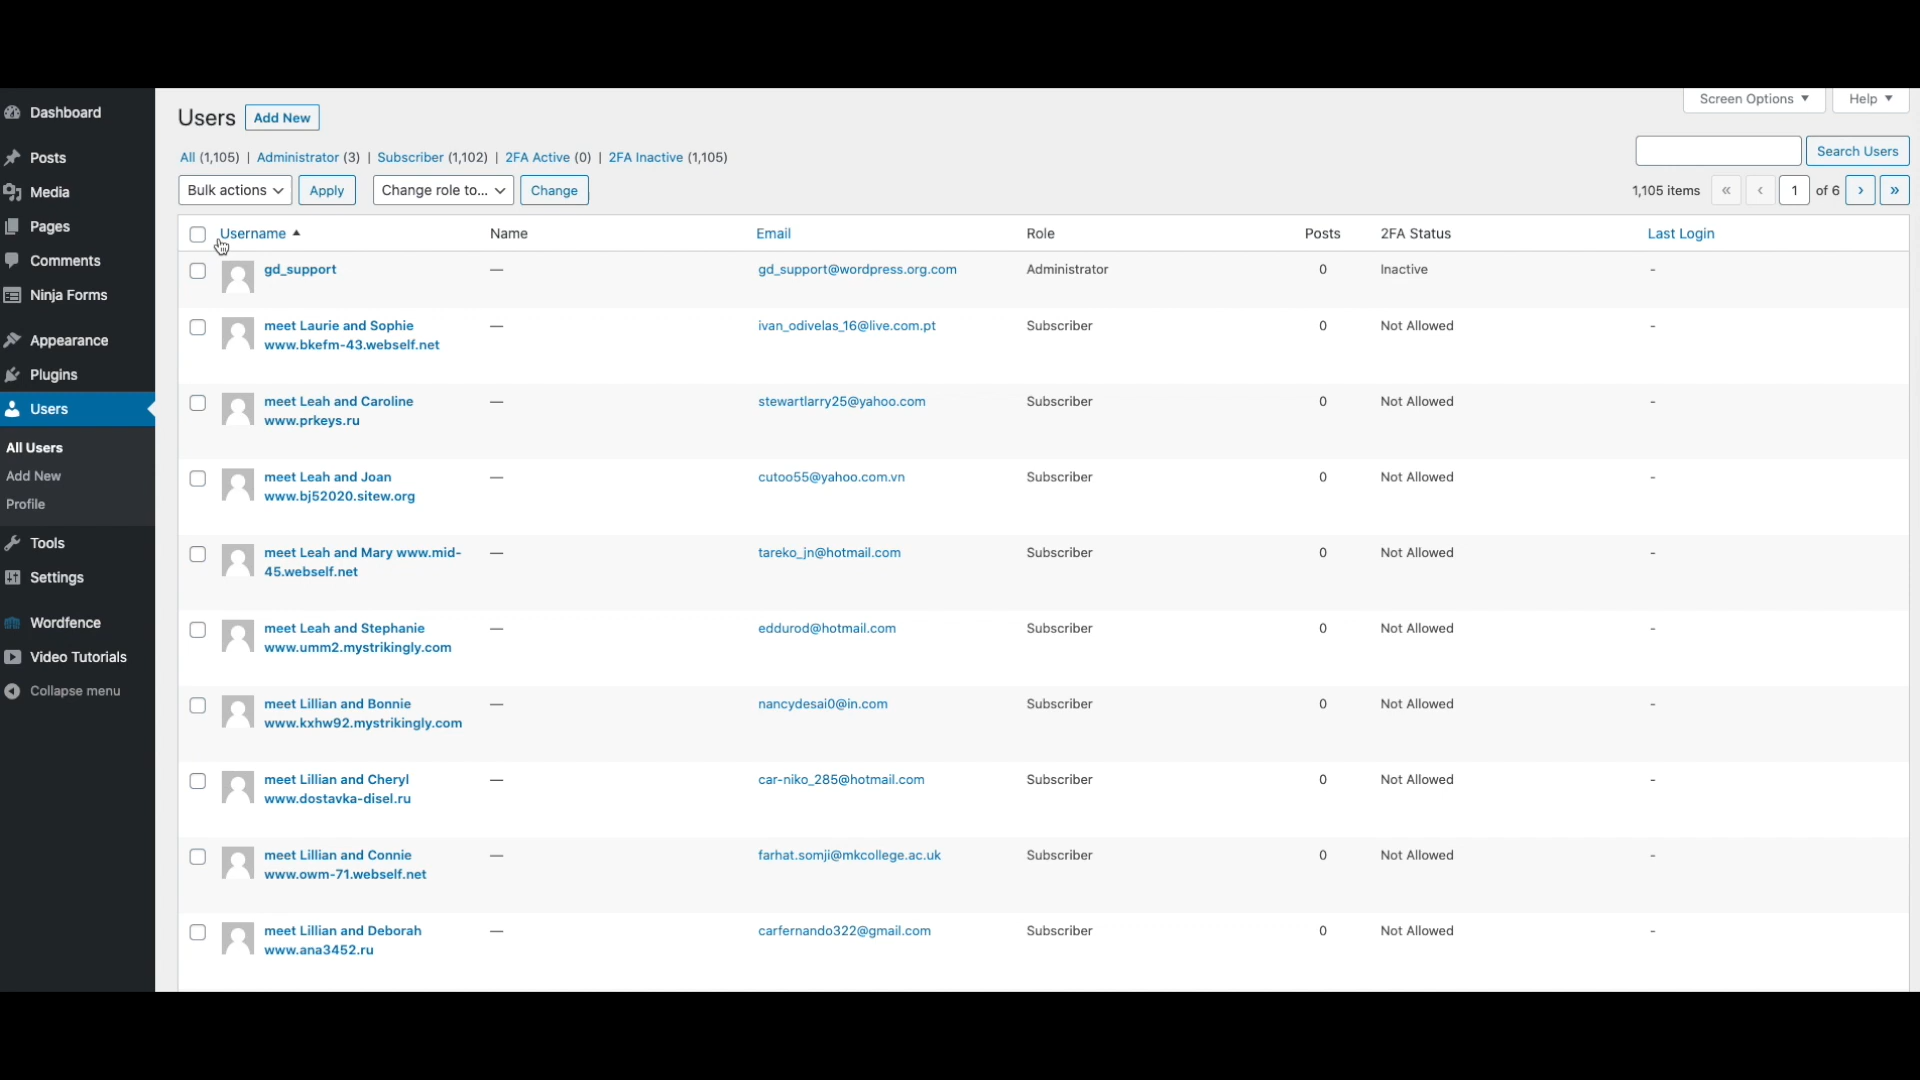 Dashboard
Posts
Media
Pages
Comments
Ninja Forms
Appearance
Plugins
Users
All Users
Add New
Profile
Tools
Settings
Wordfence
Video Tutorials
Collapse menu
Screen Options Help
Users Add New
All (1,105) | Administrator (3) | Subscriber (1,102) | 2FA Active (0) | 2FA Inactive (1,105)
Search Users
Bulk actions Apply Change role to... Change
1,105 items « ‹ 1 of 6 › »
Username Name Email Role Posts 2FA Status Last Login
gd_support — gd_support@wordpress.org.com Administrator 0 Inactive -
meet Laurie and Sophie — ivan_odivelas_16@live.com.pt Subscriber 0 Not Allowed -
www.bkefm-43.webself.net
meet Leah and Caroline — stewartlarry25@yahoo.com Subscriber 0 Not Allowed -
www.prkeys.ru
meet Leah and Joan — cutoo55@yahoo.com.vn Subscriber 0 Not Allowed -
www.bj52020.sitew.org
meet Leah and Mary www.mid- — tareko_jn@hotmail.com Subscriber 0 Not Allowed -
45.webself.net
meet Leah and Stephanie — eddurod@hotmail.com Subscriber 0 Not Allowed -
www.umm2.mystrikingly.com
meet Lillian and Bonnie — nancydesai0@in.com Subscriber 0 Not Allowed -
www.kxhw92.mystrikingly.com
meet Lillian and Cheryl — car-niko_285@hotmail.com Subscriber 0 Not Allowed -
www.dostavka-disel.ru
meet Lillian and Connie — farhat.somji@mkcollege.ac.uk Subscriber 0 Not Allowed -
www.owm-71.webself.net
meet Lillian and Deborah — carfernando322@gmail.com Subscriber 0 Not Allowed -
www.ana3452.ru